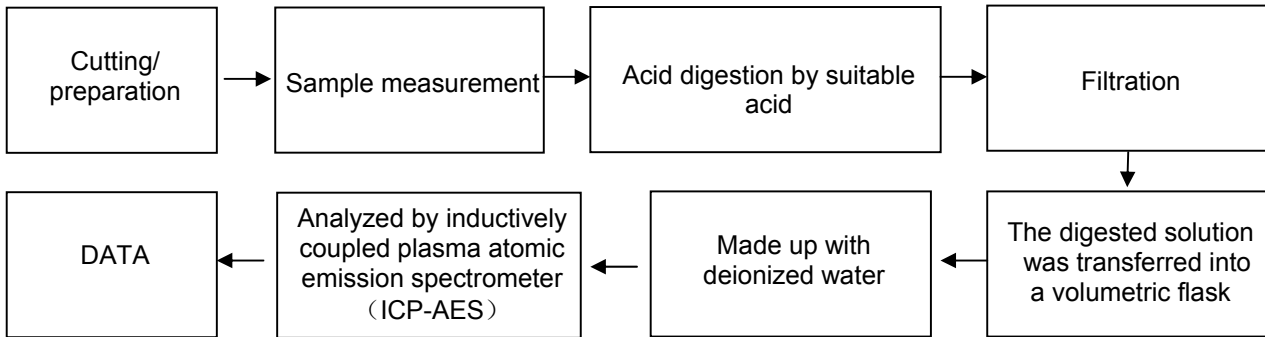 Cutting/
preparation
Sample measurement
Acid digestion by suitable
acid
Filtration
The digested solution
was transferred into
a volumetric flask
Made up with
deionized water
Analyzed by inductively
coupled plasma atomic
emission spectrometer
（ICP-AES）
DATA